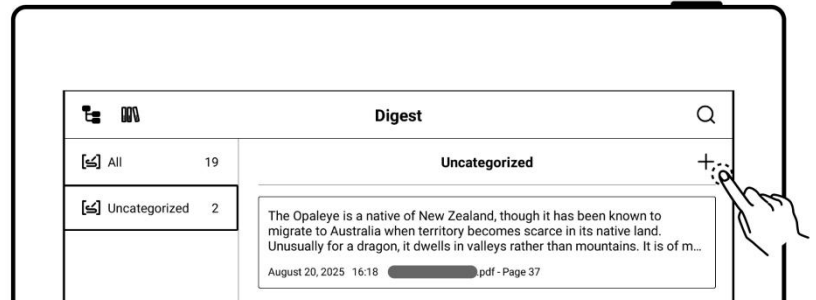 Digest
All 19
Uncategorized 2
Uncategorized
The Opaleye is a native of New Zealand, though it has been known to
migrate to Australia when territory becomes scarce in its native land.
Unusually for a dragon, it dwells in valleys rather than mountains. It is of m...
August 20, 2025 16:18 .pdf - Page 37